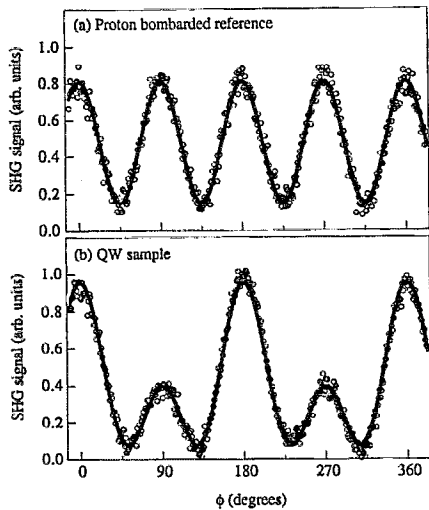 (a) Proton bombarded reference
SHG signal (arb. units)
1.0
0.8
0.6
0.4
0.2
0.0
(b) QW sample
SHG signal (arb. units)
1.0
0.8
0.6
0.4
0.2
0.0
0 90 180 270 360
ϕ (degrees)